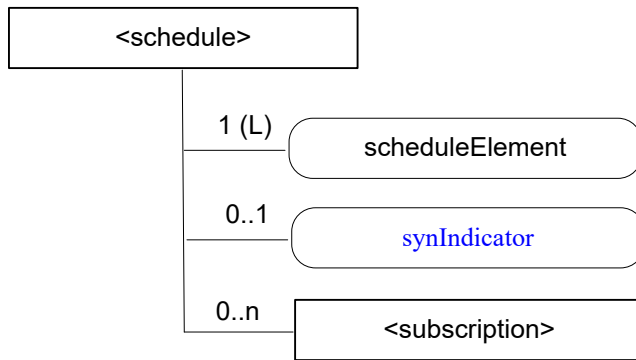 <schedule>
1 (L)
scheduleElement
0..1
synIndicator
0..n
<subscription>